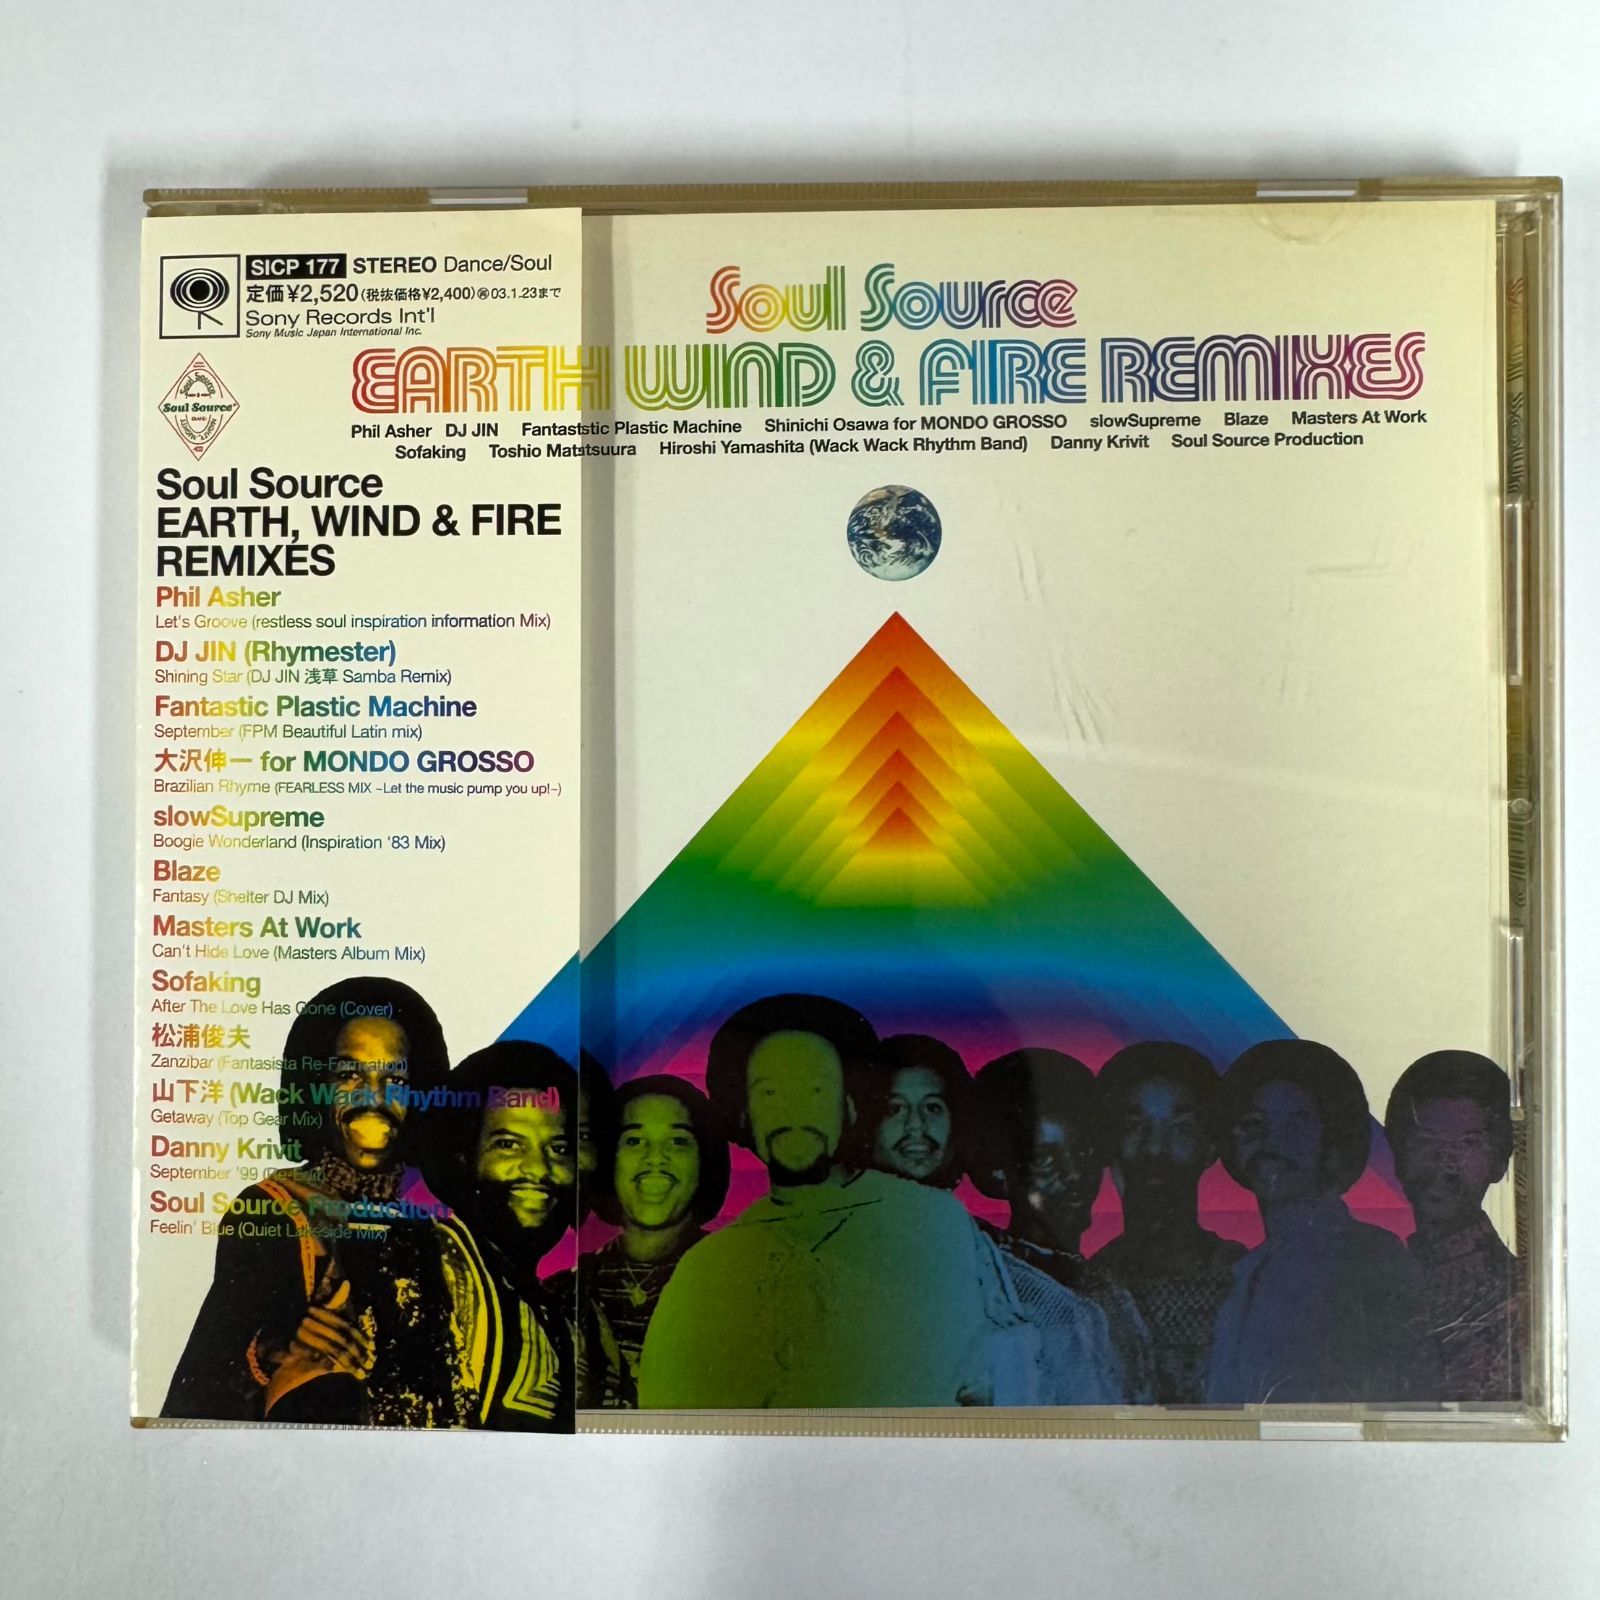 SICP 177 STEREO Dance/Soul
定価¥2,520(税抜価格¥2,400)㊞03.1.23まで
Sony Records Int'l
Sony Music Japan International Inc.
Soul Source
Soul Source
EARTH, WIND & FIRE
REMIXES
Phil Asher
Let's Groove (restless soul inspiration information Mix)
DJ JIN (Rhymester)
Shining Star (DJ JIN 浅草 Samba Remix)
Fantastic Plastic Machine
September (FPM Beautiful Latin mix)
大沢伸一 for MONDO GROSSO
Brazilian Rhyme (FEARLESS MIX ~Let the music pump you up!~)
slowSupreme
Boogie Wonderland (Inspiration '83 Mix)
Blaze
Fantasy (Shelter DJ Mix)
Masters At Work
Can't Hide Love (Masters Album Mix)
Sofaking
After The Love Has Gone (Cover)
松浦俊夫
Zanzibar (Fantasista Re-Formation)
山下洋 (Wack Wack Rhythm Band)
Getaway (Top Gear Mix)
Danny Krivit
September '99 (Re-Edit)
Soul Source Production
Feelin' Blue (Quiet Lakeside Mix)
Soul Source
EARTH WIND & FIRE REMIXES
Phil Asher DJ JIN Fantaststic Plastic Machine Shinichi Osawa for MONDO GROSSO slowSupreme Blaze Masters At Work
Sofaking Toshio Matstsuura Hiroshi Yamashita (Wack Wack Rhythm Band) Danny Krivit Soul Source Production